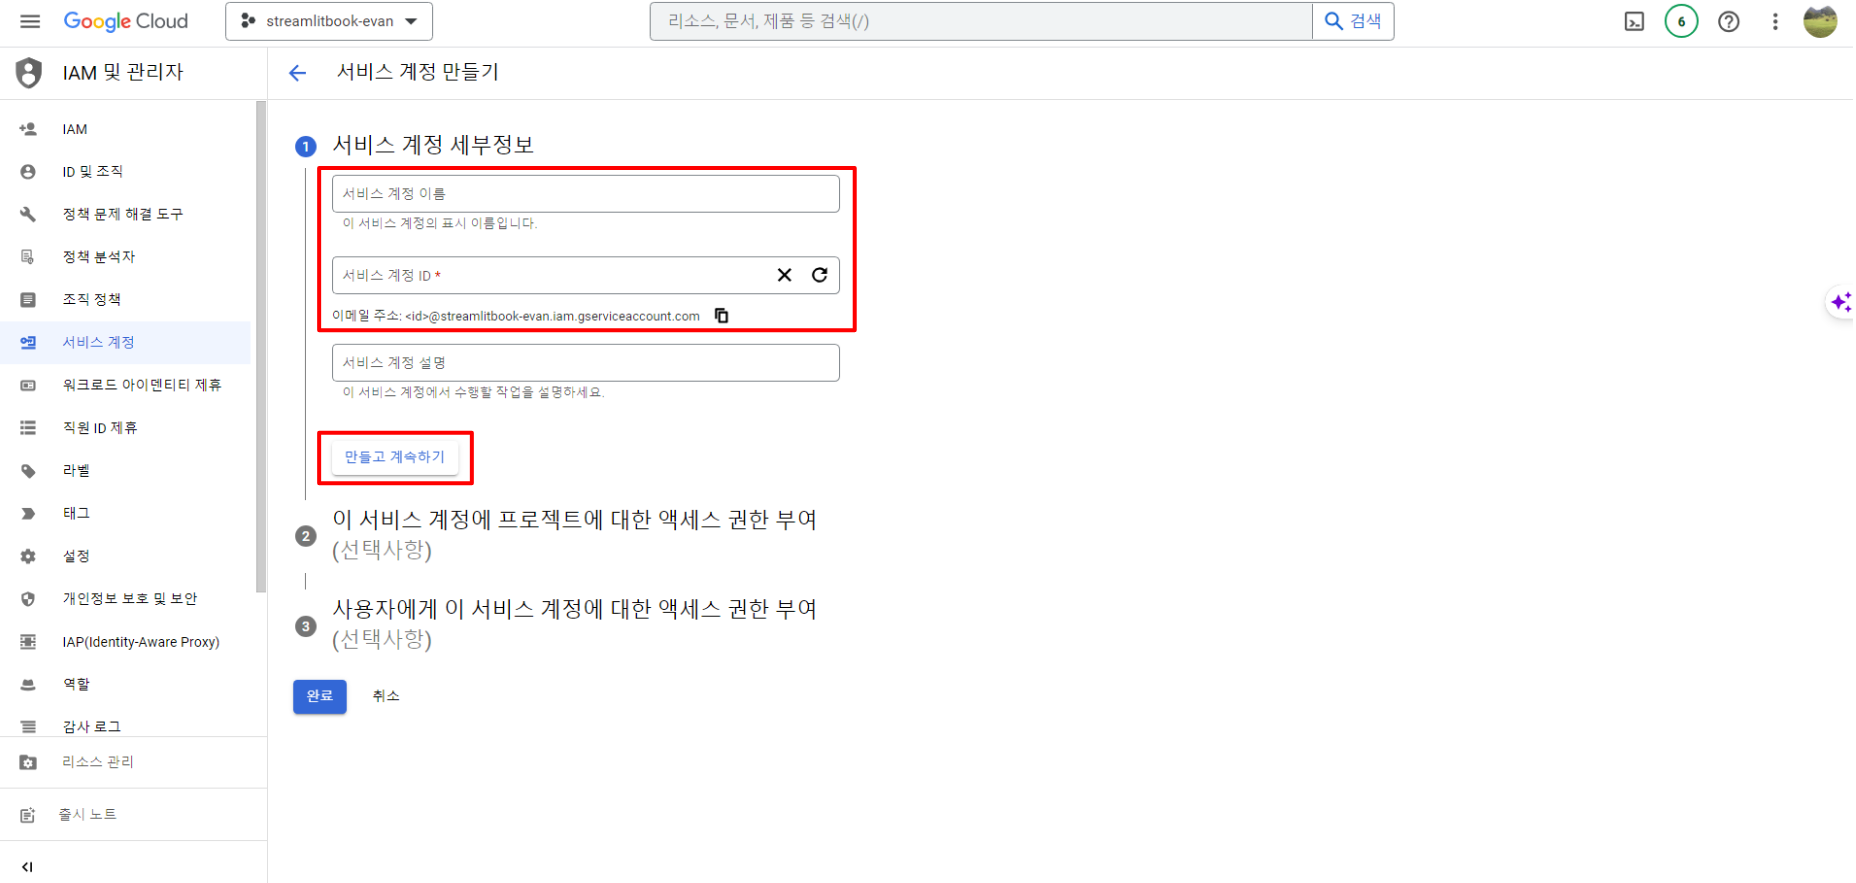 Google Cloud
streamlitbook-evan
리소스, 문서, 제품 등 검색(/)
검색
6
IAM 및 관리자
서비스 계정 만들기
IAM
ID 및 조직
정책 문제 해결 도구
정책 분석자
조직 정책
서비스 계정
워크로드 아이덴티티 제휴
직원 ID 제휴
라벨
태그
설정
개인정보 보호 및 보안
IAP(Identity-Aware Proxy)
역할
감사 로그
리소스 관리
출시 노트
1 서비스 계정 세부정보
서비스 계정 이름
이 서비스 계정의 표시 이름입니다.
서비스 계정 ID *
이메일 주소: <id>@streamlitbook-evan.iam.gserviceaccount.com
서비스 계정 설명
이 서비스 계정에서 수행할 작업을 설명하세요.
만들고 계속하기
2 이 서비스 계정에 프로젝트에 대한 액세스 권한 부여
(선택사항)
3 사용자에게 이 서비스 계정에 대한 액세스 권한 부여
(선택사항)
완료 취소